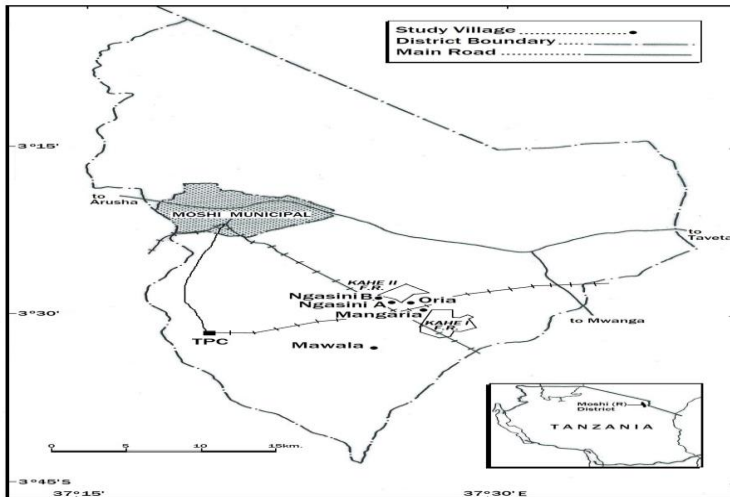 Study Village
District Boundary
Main Road
3°15'
to
Arusha
MOSHI MUNICIPAL
to
Taveta
KAHE II
F.R.
Ngasini B
Ngasini A
Oria
Mangaria
KAHE I
F.R.
3°30'
TPC
to Mwanga
Mawala
Moshi (R)
District
TANZANIA
0 5 10 15km.
3°45'S
37°15' 37°30' E